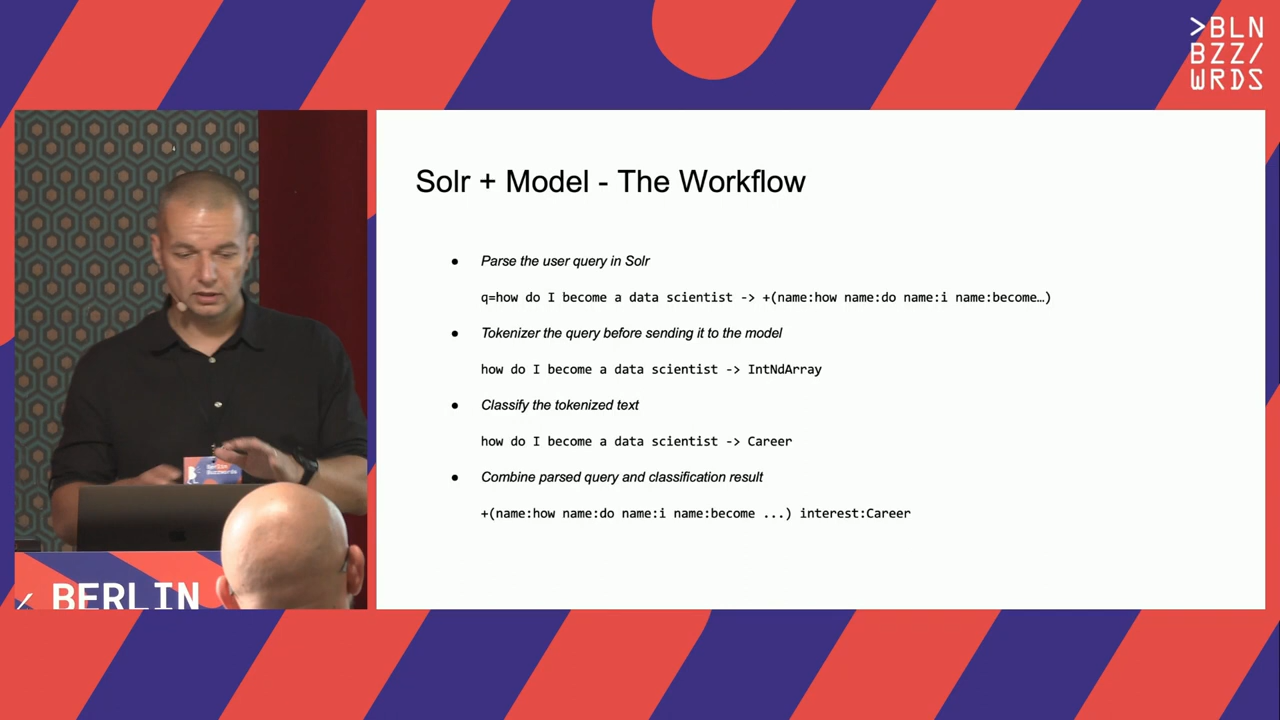 >BLN
BZZ/
WRDS
Solr + Model - The Workflow
● Parse the user query in Solr
q=how do I become a data scientist -> +(name:how name:do name:i name:become…)
● Tokenizer the query before sending it to the model
how do I become a data scientist -> IntNdArray
● Classify the tokenized text
how do I become a data scientist -> Career
● Combine parsed query and classification result
+(name:how name:do name:i name:become ...) interest:Career
Berlin
Buzzwords
BERLIN